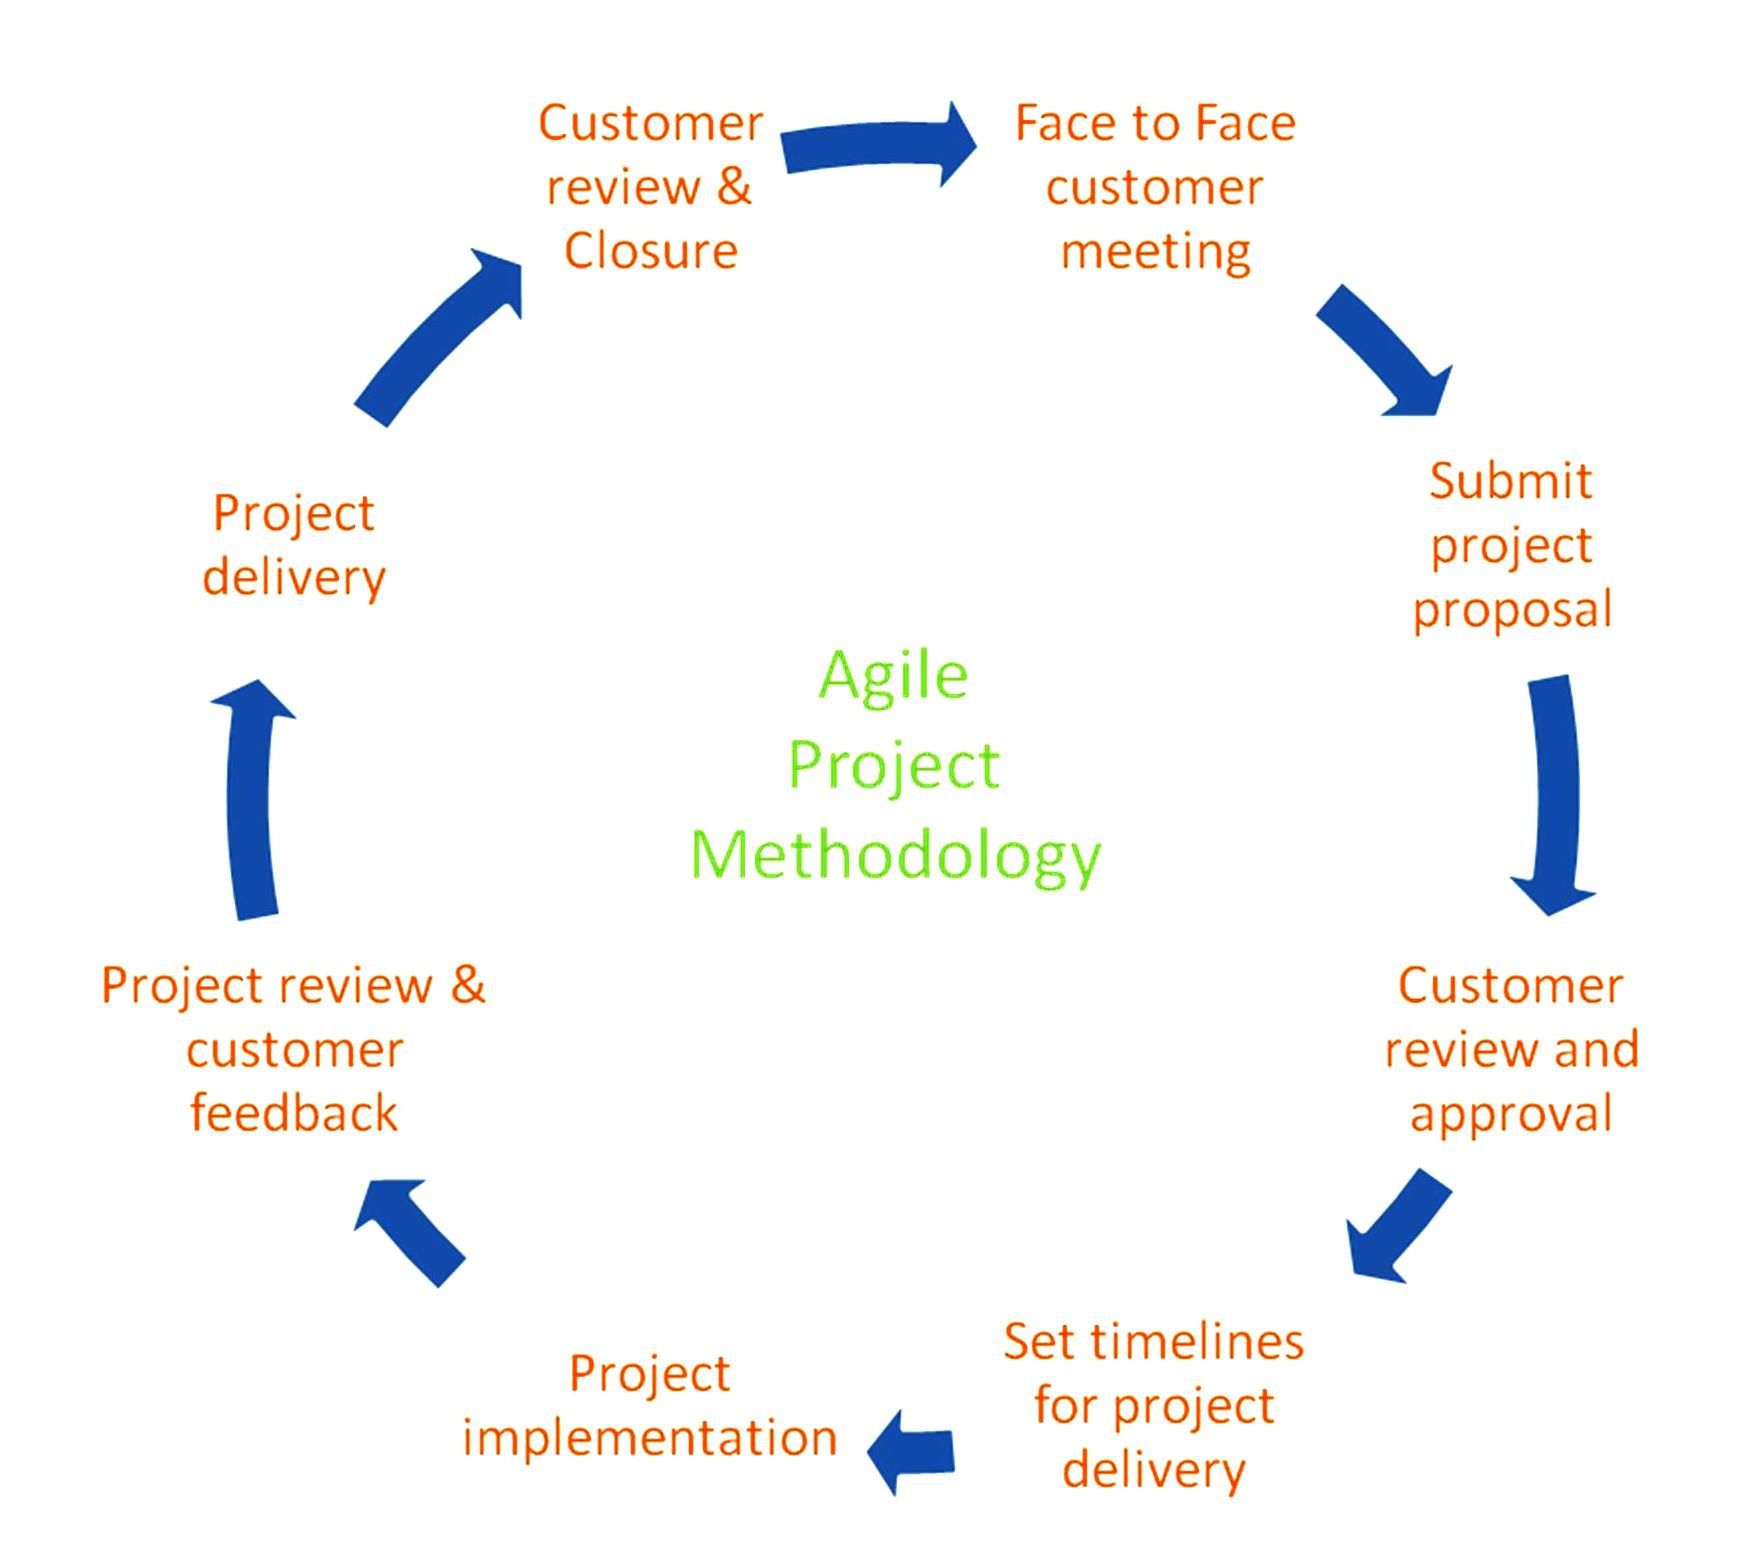 Customer
review &
Closure
Face to Face
customer
meeting
Submit
project
proposal
Customer
review and
approval
Set timelines
for project
delivery
Project
implementation
Project review &
customer
feedback
Project
delivery
Agile
Project
Methodology